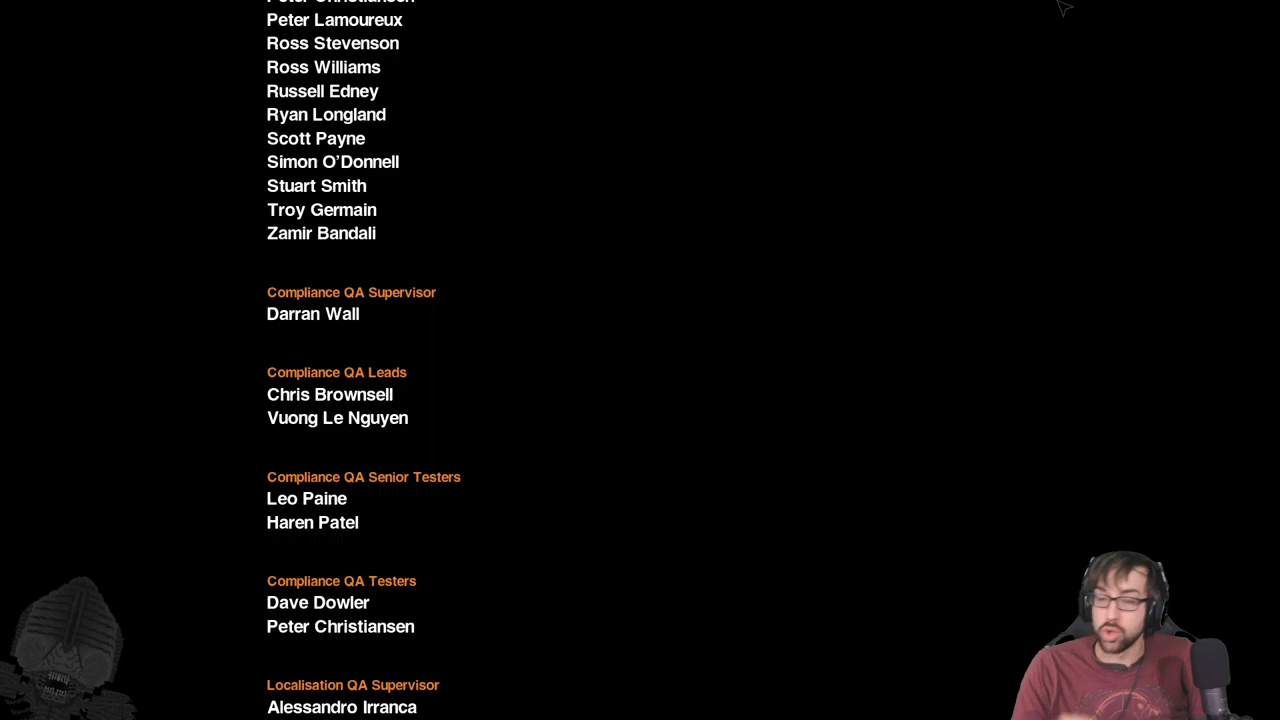 Peter Christiansen
Peter Lamoureux
Ross Stevenson
Ross Williams
Russell Edney
Ryan Longland
Scott Payne
Simon O’Donnell
Stuart Smith
Troy Germain
Zamir Bandali
Compliance QA Supervisor
Darran Wall
Compliance QA Leads
Chris Brownsell
Vuong Le Nguyen
Compliance QA Senior Testers
Leo Paine
Haren Patel
Compliance QA Testers
Dave Dowler
Peter Christiansen
Localisation QA Supervisor
Alessandro Irranca